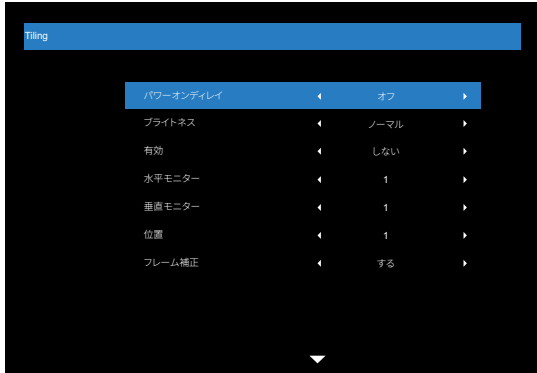 Tiling
パワーオンディレイ オフ
ブライトネス ノーマル
有効 しない
水平モニター 1
垂直モニター 1
位置 1
フレーム補正 する